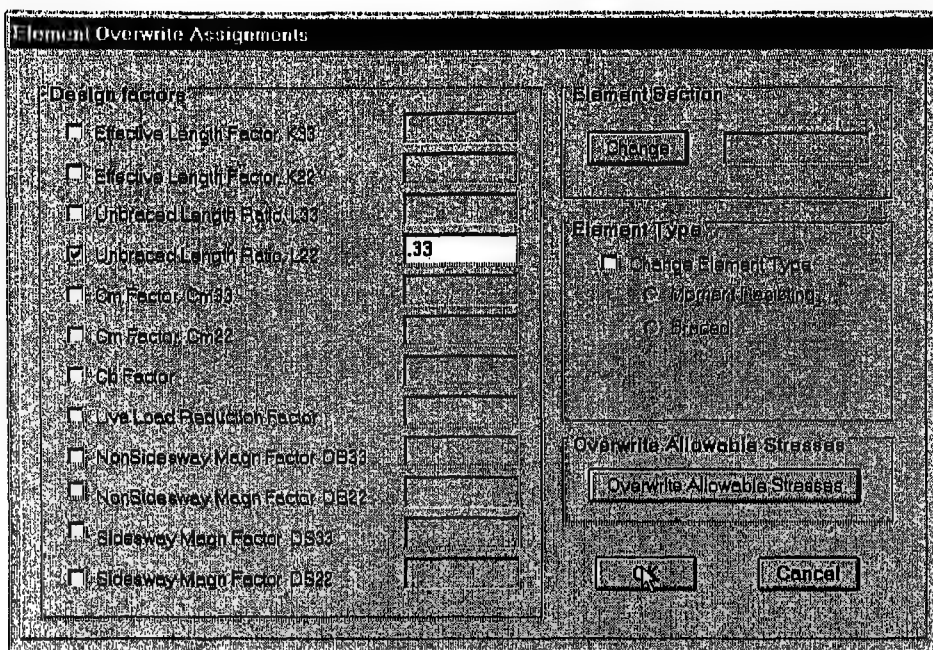 Element Overwrite Assignments
Design factors
Effective Length Factor, K33
Effective Length Factor, K22
Unbraced Length Ratio, L33
Unbraced Length Ratio, L22
.33
Cm Factor, Cm33
Cm Factor, Cm22
Cb Factor
Live Load Reduction Factor
NonSidesway Magn Factor DB33
NonSidesway Magn Factor DB22
Sidesway Magn Factor DS33
Sidesway Magn Factor DS22
Element Section
Change
Element Type
Change Element Type
Moment Resisting
Braced
Overwrite Allowable Stresses
Overwrite Allowable Stresses
OK
Cancel